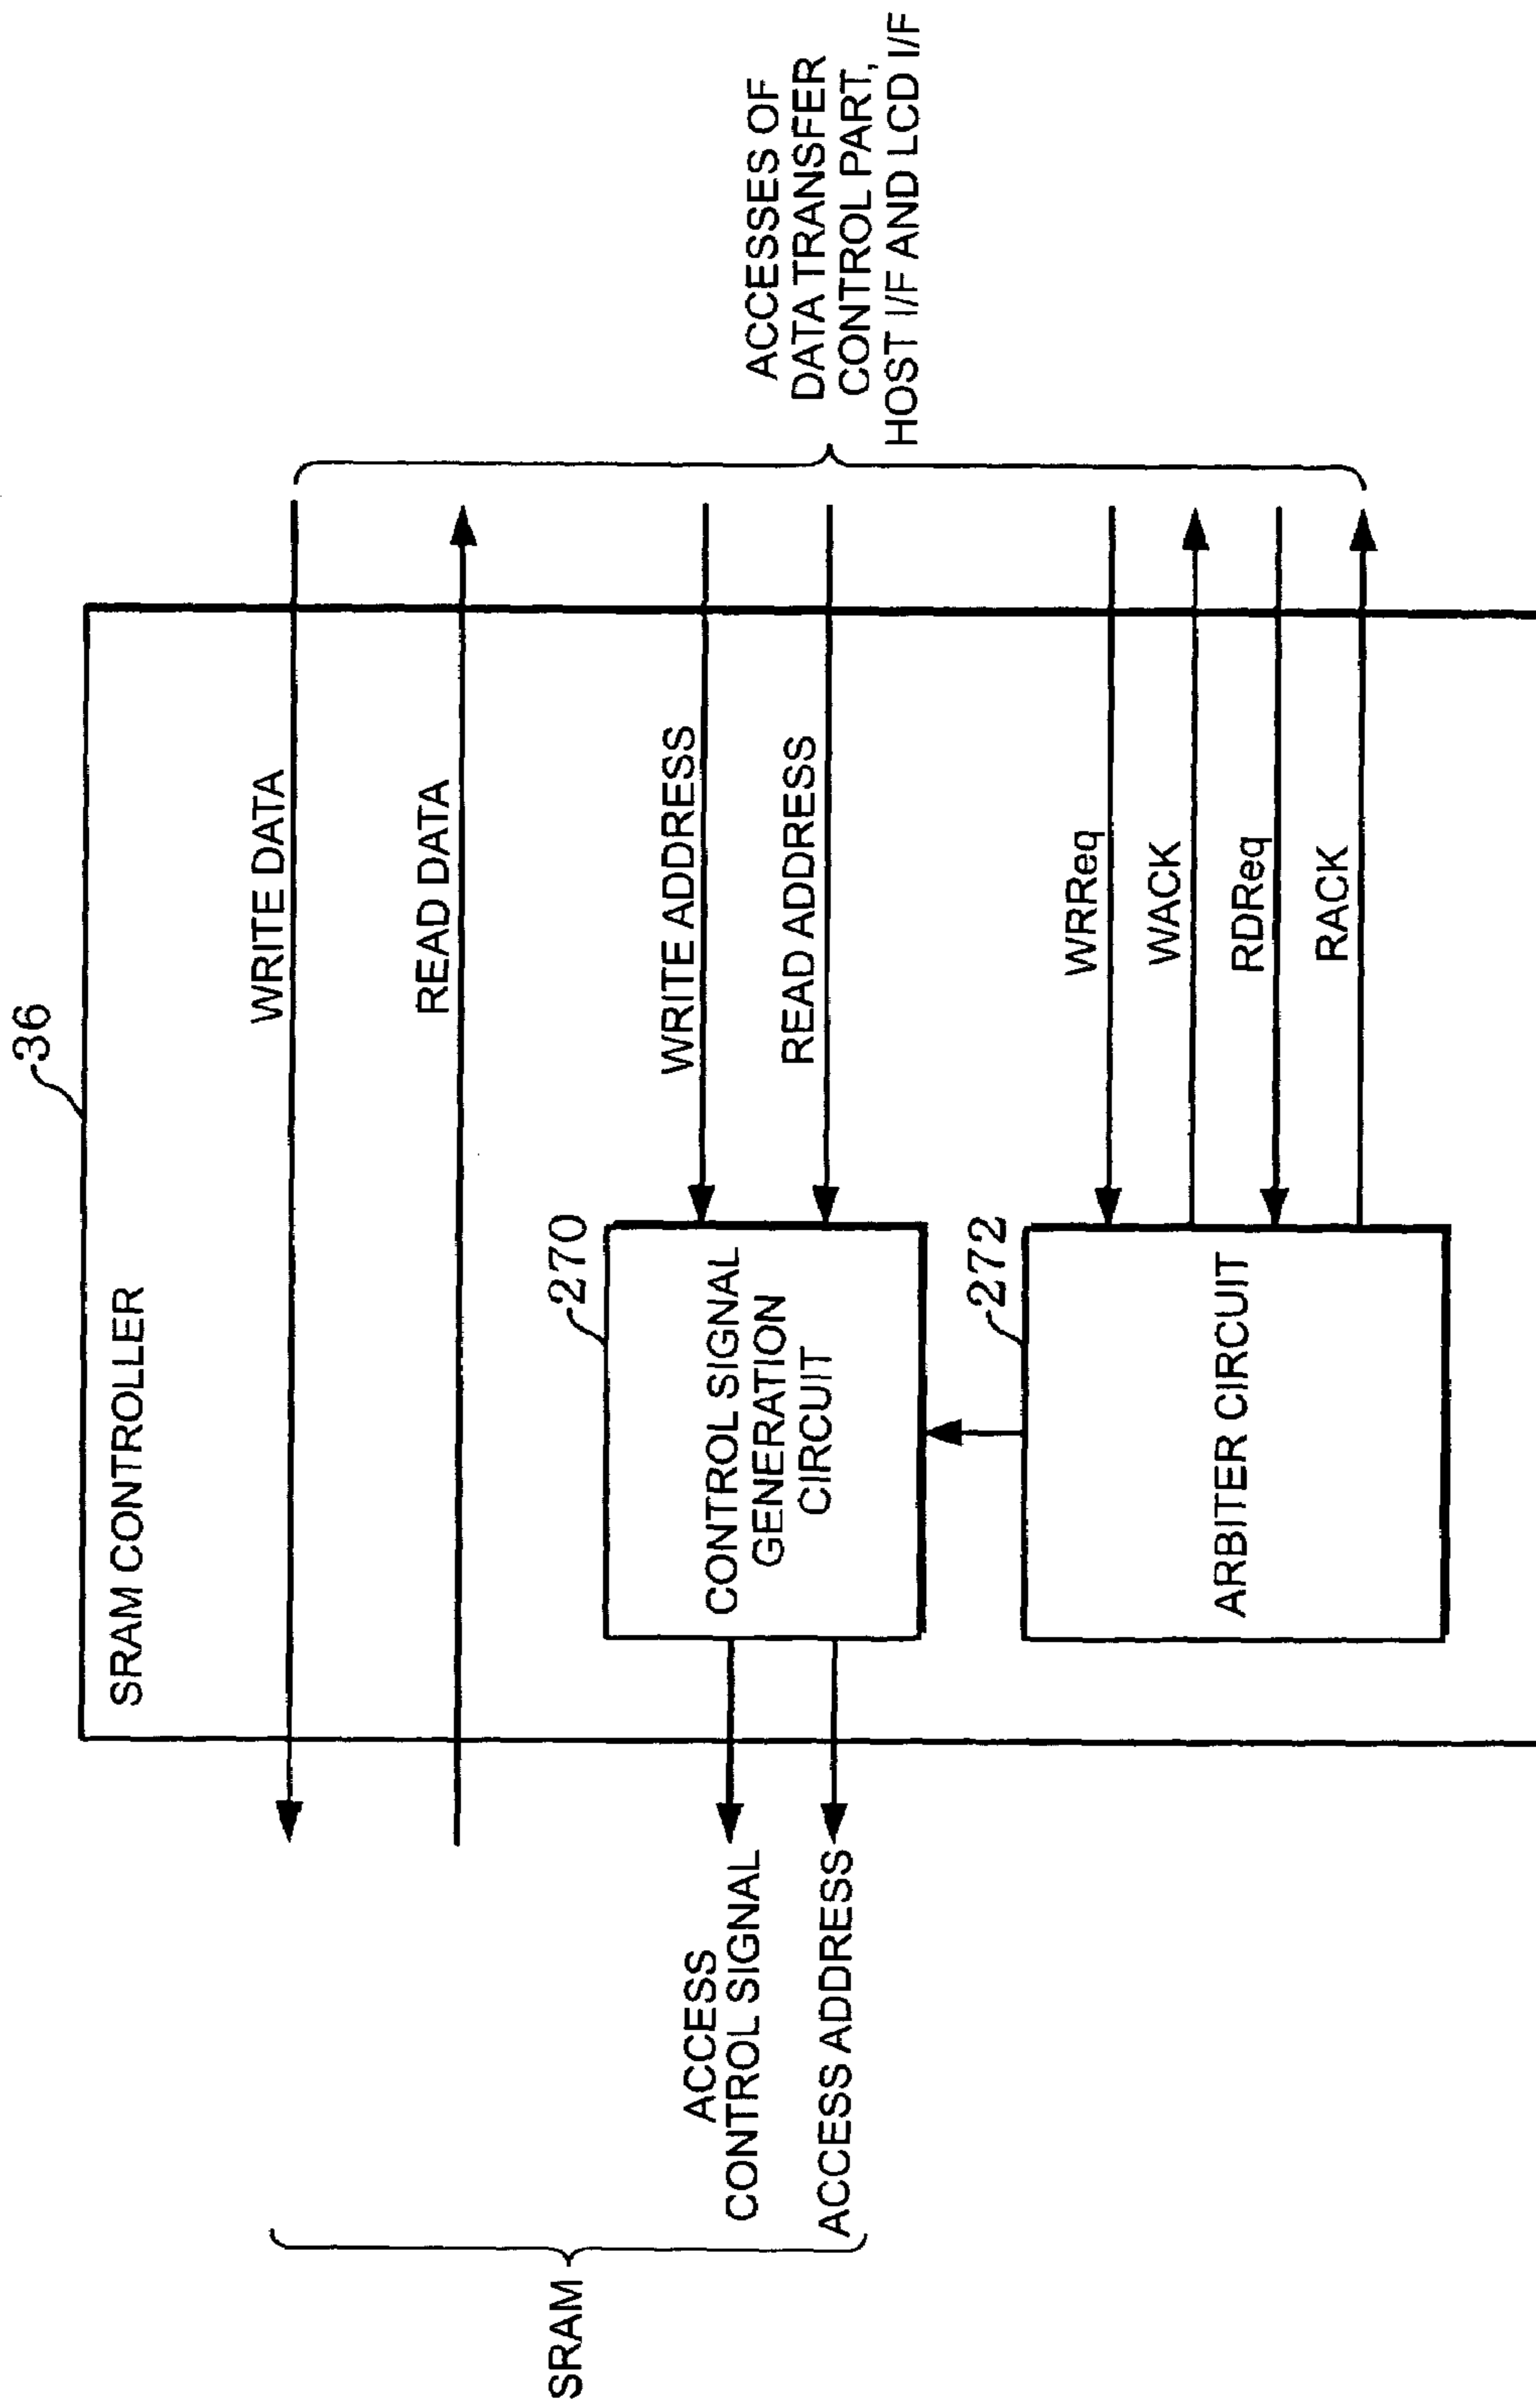 36
SRAM CONTROLLER
WRITE DATA
READ DATA
270
CONTROL SIGNAL
GENERATION
CIRCUIT
WRITE ADDRESS
READ ADDRESS
272
ARBITER CIRCUIT
WRReq
WACK
RDReq
RACK
SRAM
ACCESS
CONTROL SIGNAL
ACCESS ADDRESS
ACCESSES OF
DATA TRANSFER
CONTROL PART,
HOST I/F AND LCD I/F